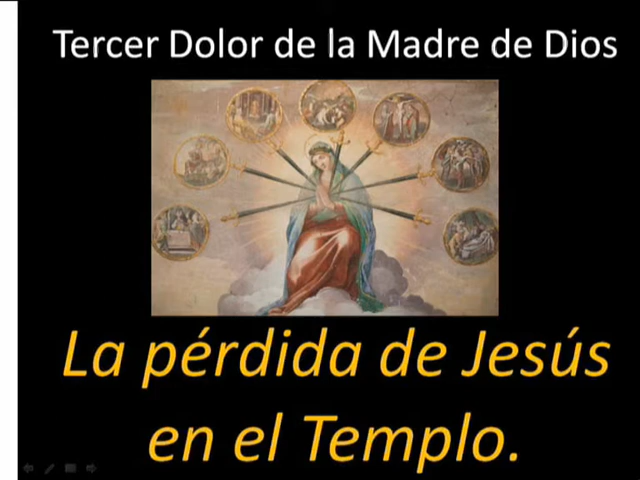 Tercer Dolor de la Madre de Dios
La pérdida de Jesús
en el Templo.